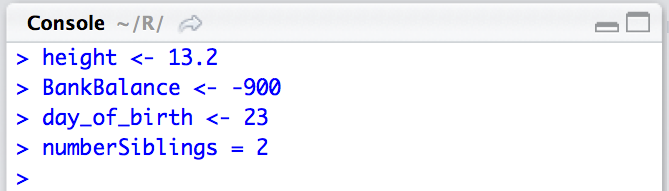 Console ~/R/
> height <- 13.2
> BankBalance <- -900
> day_of_birth <- 23
> numberSiblings = 2
>